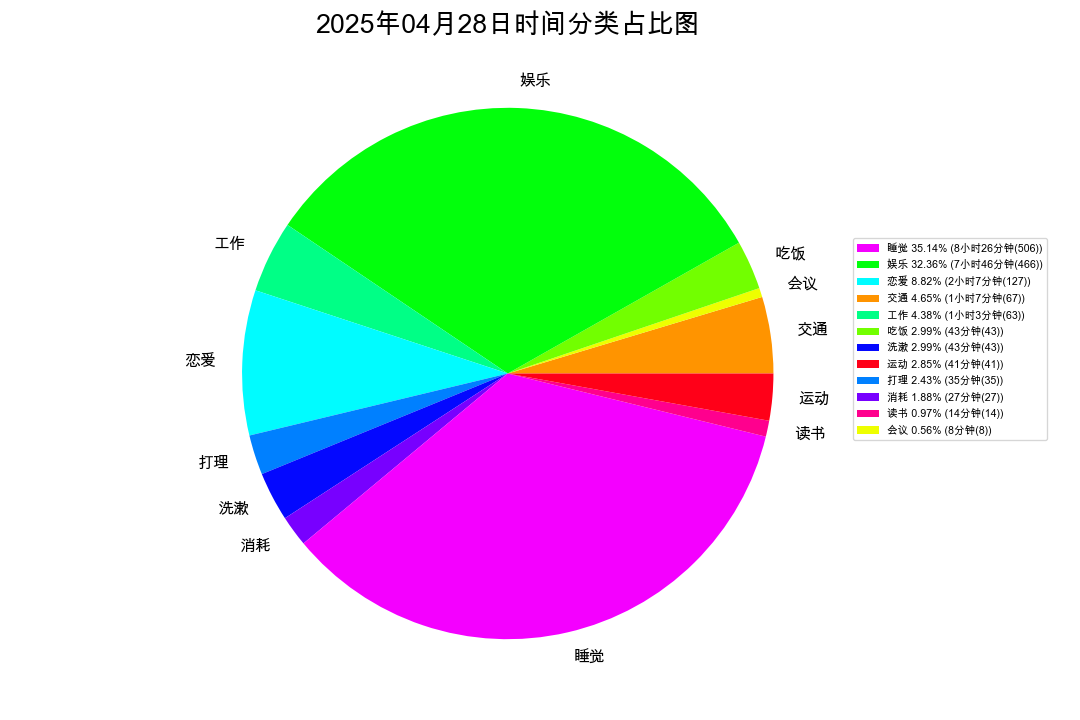 2025年04月28日时间分类占比图
娱乐
工作
吃饭
会议
交通
恋爱
运动
读书
打理
洗漱
消耗
睡觉
睡觉 35.14% (8小时26分钟(506))
娱乐 32.36% (7小时46分钟(466))
恋爱 8.82% (2小时7分钟(127))
交通 4.65% (1小时7分钟(67))
工作 4.38% (1小时3分钟(63))
吃饭 2.99% (43分钟(43))
洗漱 2.99% (43分钟(43))
运动 2.85% (41分钟(41))
打理 2.43% (35分钟(35))
消耗 1.88% (27分钟(27))
读书 0.97% (14分钟(14))
会议 0.56% (8分钟(8))